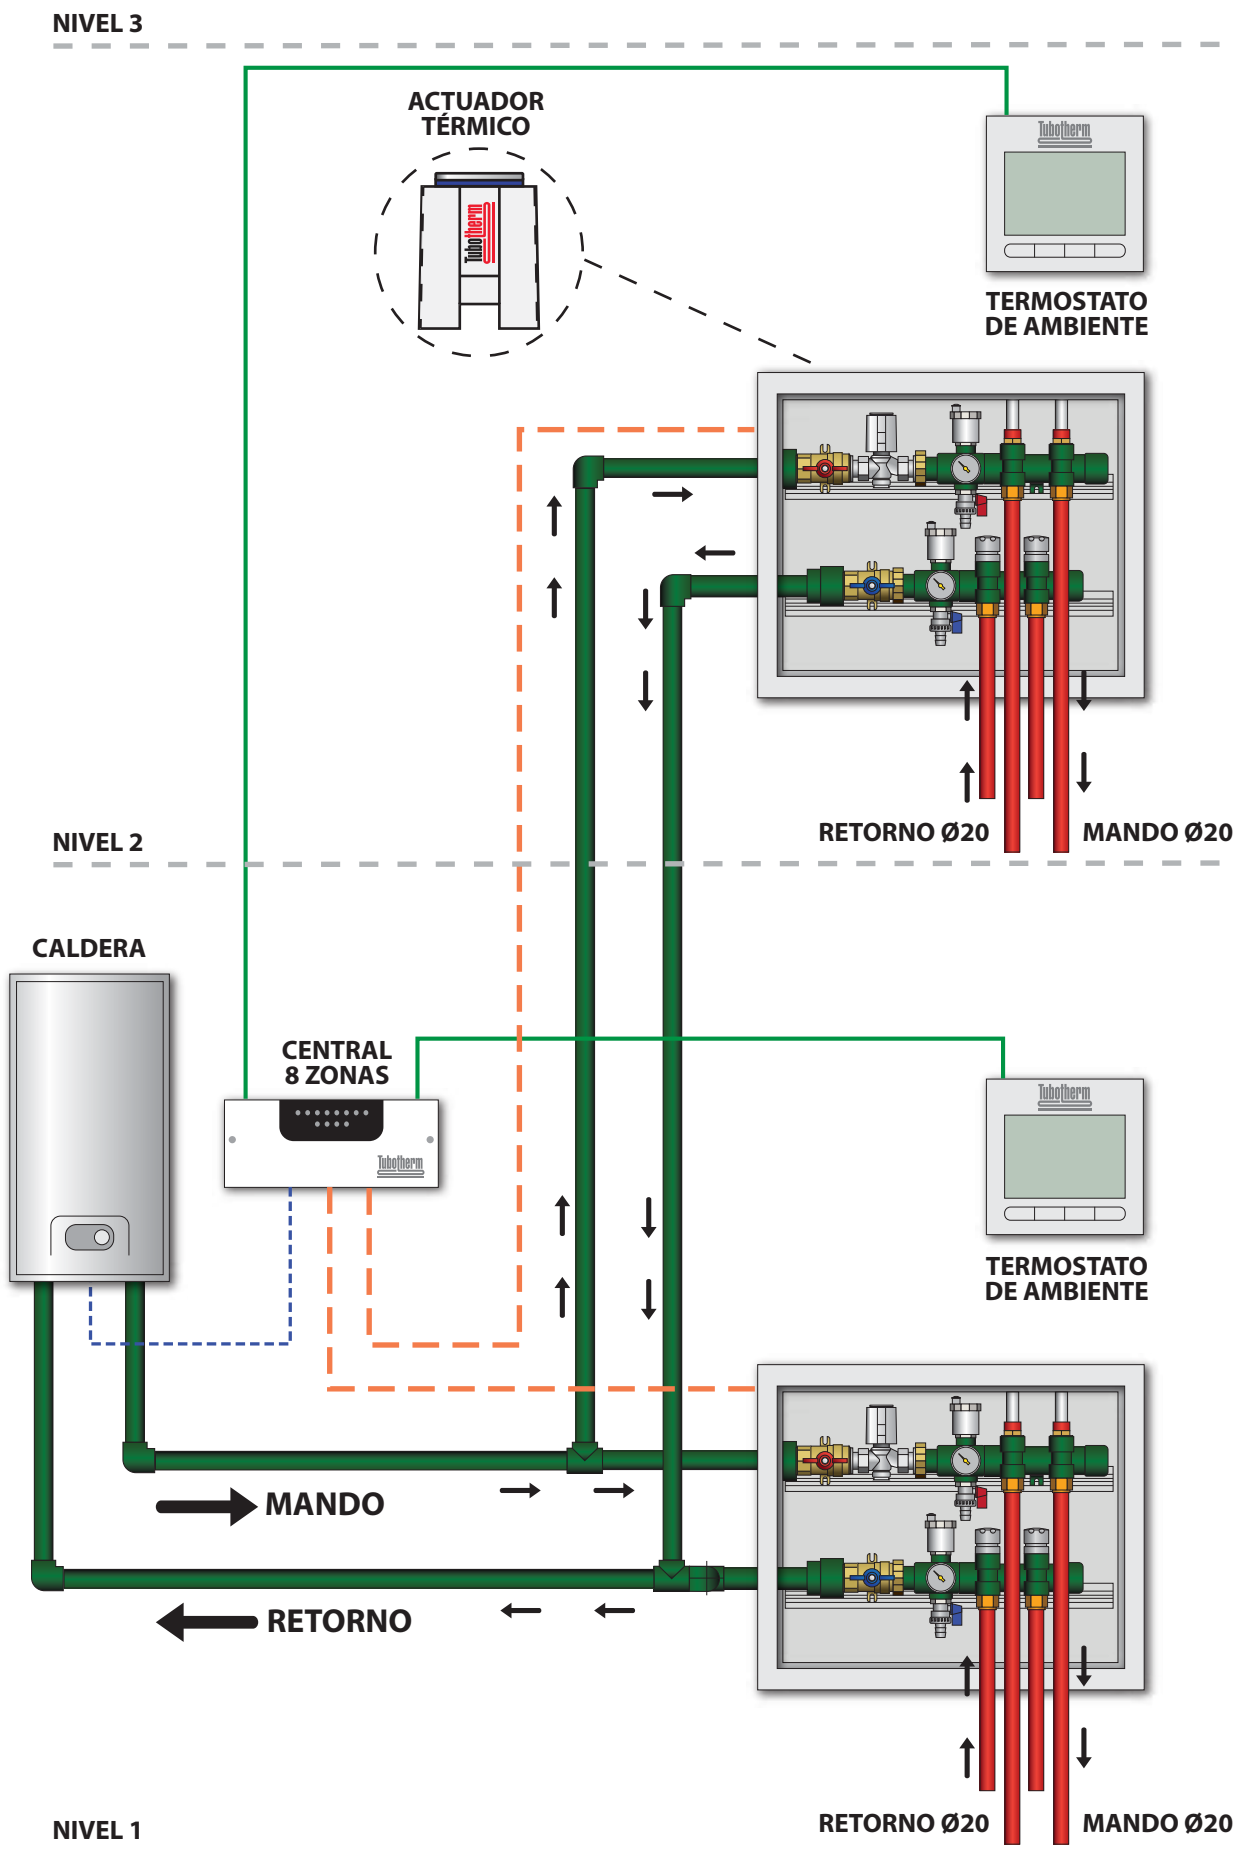 NIVEL 3
ACTUADOR
TÉRMICO
Tubotherm
Tubotherm
TERMOSTATO
DE AMBIENTE
RETORNO Ø20
MANDO Ø20
NIVEL 2
CALDERA
CENTRAL
8 ZONAS
Tubotherm
Tubotherm
TERMOSTATO
DE AMBIENTE
MANDO
RETORNO
RETORNO Ø20
MANDO Ø20
NIVEL 1